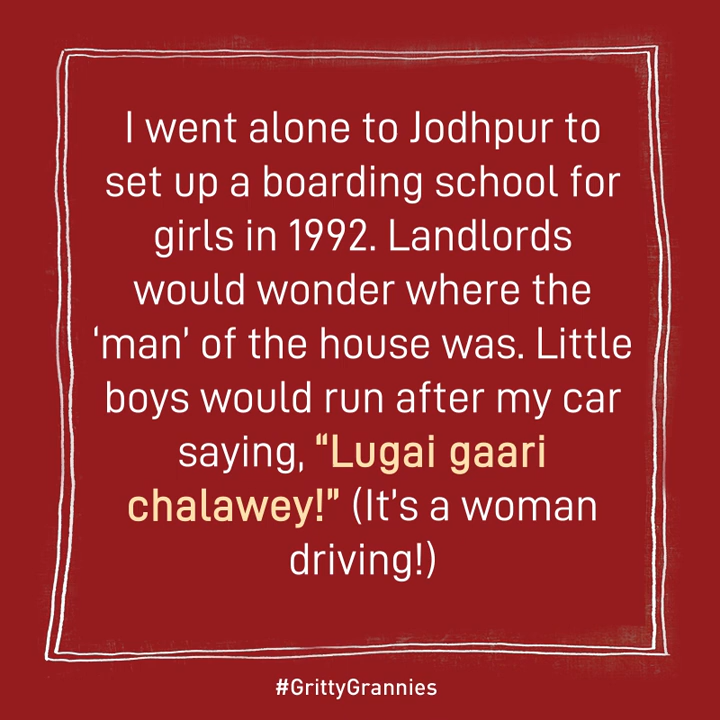 I went alone to Jodhpur to
set up a boarding school for
girls in 1992. Landlords
would wonder where the
‘man’ of the house was. Little
boys would run after my car
saying, “Lugai gaari
chalawey!” (It’s a woman
driving!)
#GrittyGrannies